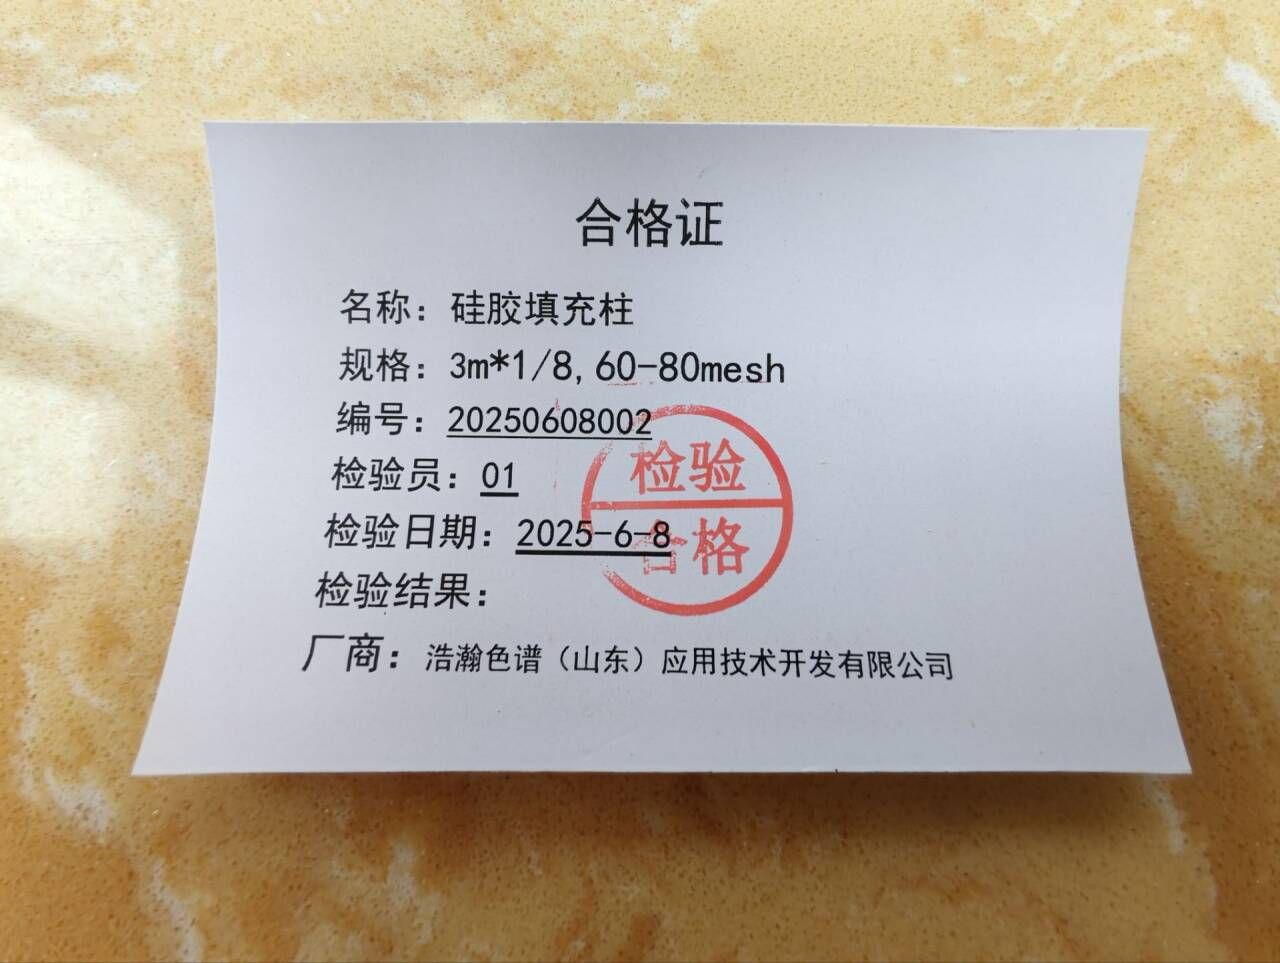 合格证
名称：硅胶填充柱
规格：3m*1/8,60-80mesh
编号：20250608002
检验员：01
检验日期：2025-6-8
检验结果：
厂商：浩瀚色谱（山东）应用技术开发有限公司
检验
合格